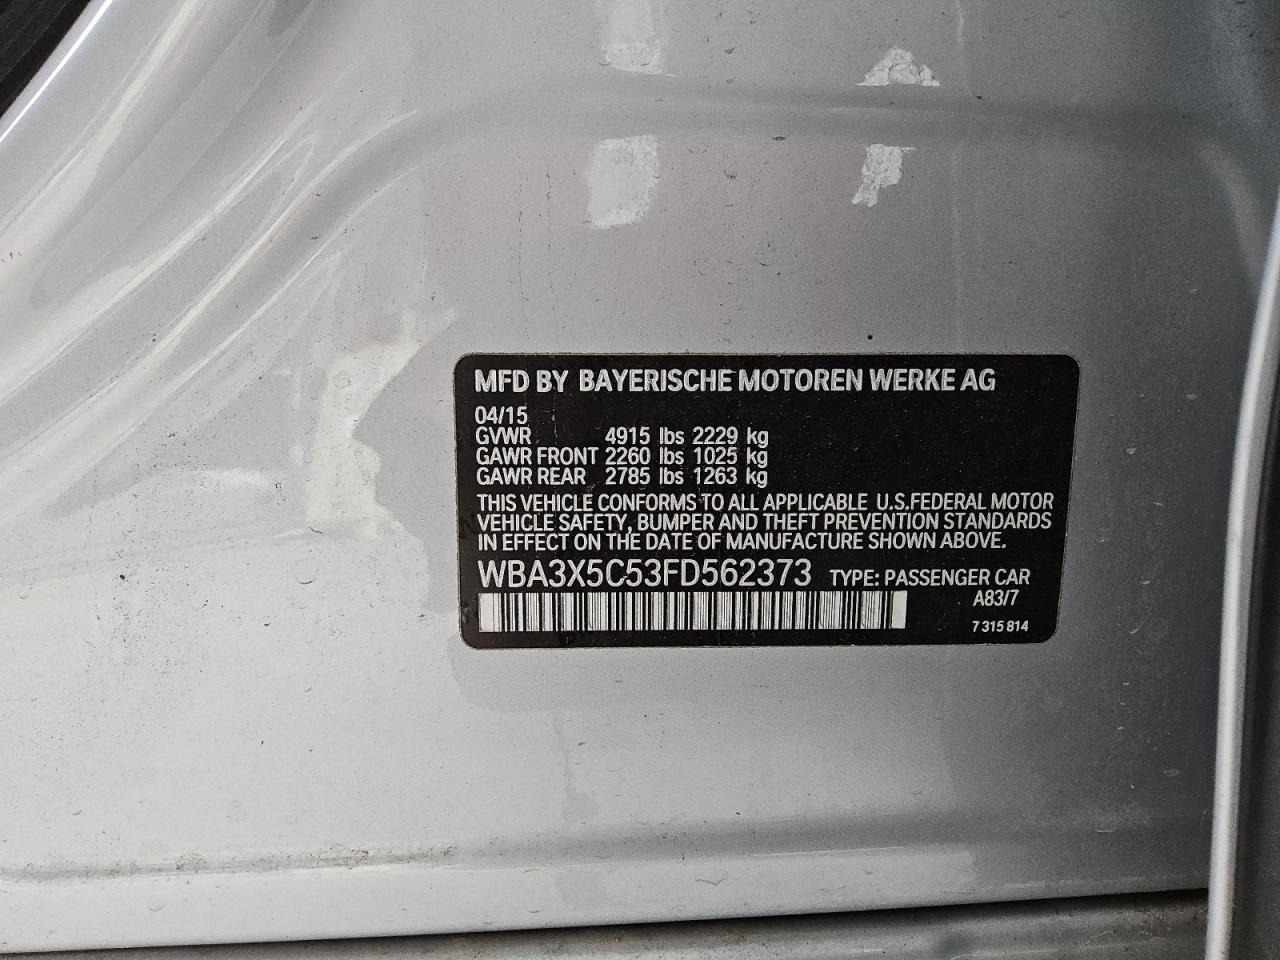 MFD BY BAYERISCHE MOTOREN WERKE AG
04/15
GVWR 4915 lbs 2229 kg
GAWR FRONT 2260 lbs 1025 kg
GAWR REAR 2785 lbs 1263 kg
THIS VEHICLE CONFORMS TO ALL APPLICABLE U.S.FEDERAL MOTOR
VEHICLE SAFETY, BUMPER AND THEFT PREVENTION STANDARDS
IN EFFECT ON THE DATE OF MANUFACTURE SHOWN ABOVE.
WBA3X5C53FD562373 TYPE: PASSENGER CAR
A83/7
7 315 814